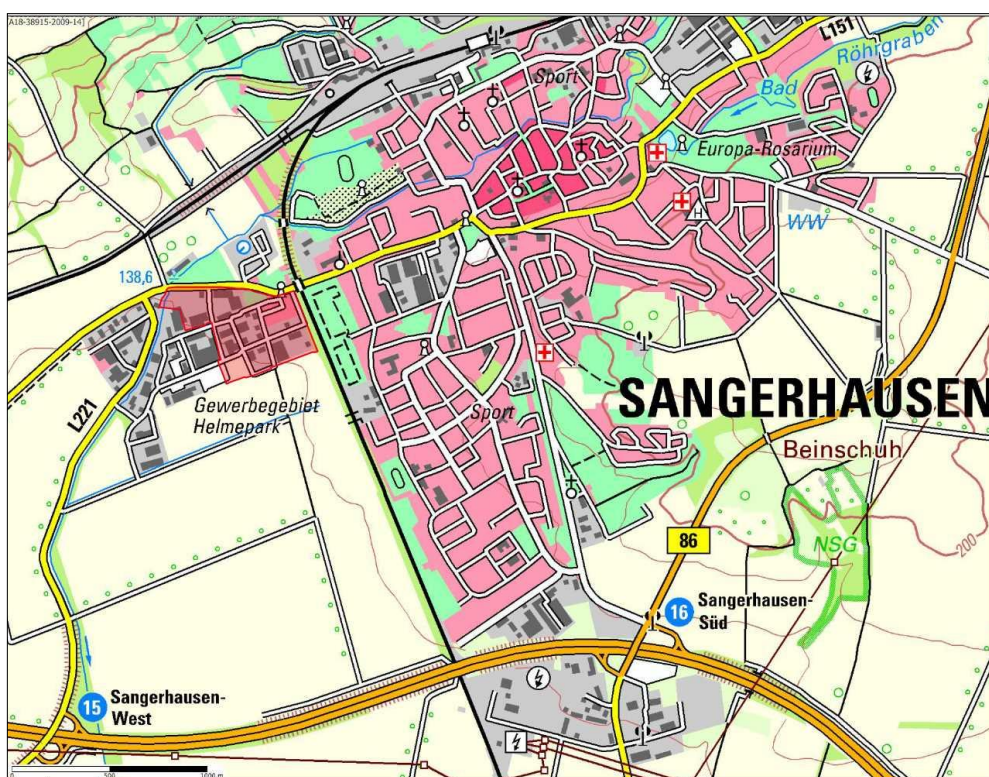 A18-38915-2009-14]
L151
Röhrgraben
Sport
Bad
Europa-Rosarium
H
WW
138,6
SANGERHAUSEN
L221
Gewerbegebiet
Helmepark
Sport
Beinschuh
86
NSG
200
16
Sangerhausen-
Süd
15
Sangerhausen-
West
0
500
1000 m